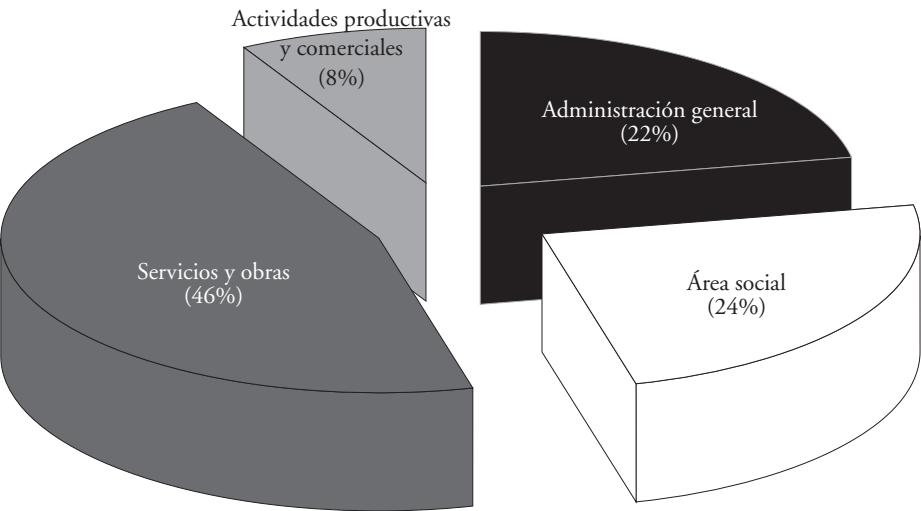 Actividades productivas
y comerciales
(8%)
Administración general
(22%)
Servicios y obras
(46%)
Área social
(24%)